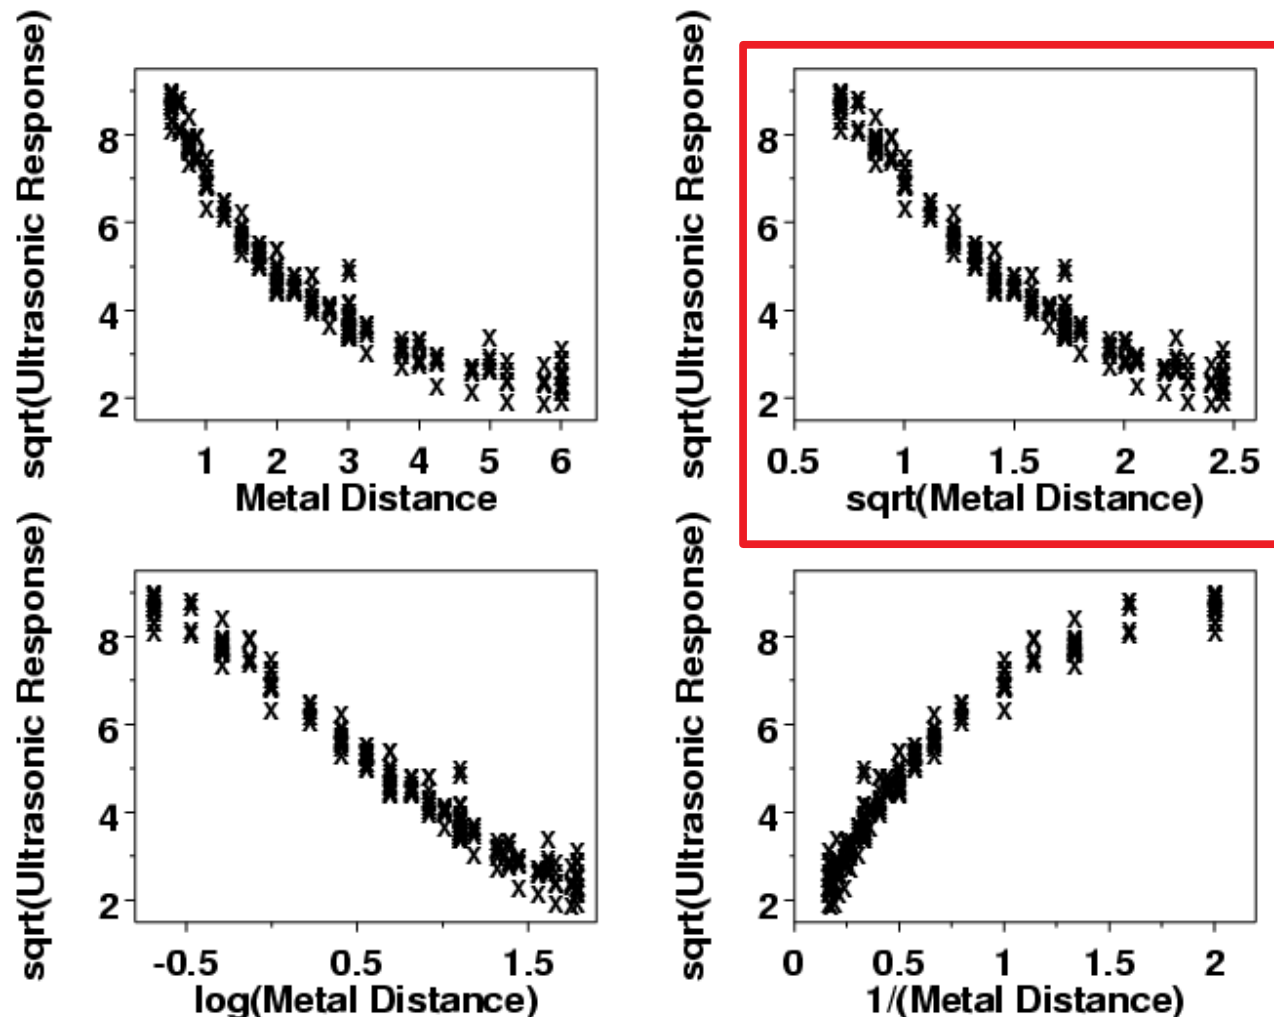 sqrt(Ultrasonic Response)
8
6
4
2
1 2 3 4 5 6
Metal Distance
sqrt(Ultrasonic Response)
8
6
4
2
0.5 1 1.5 2 2.5
sqrt(Metal Distance)
sqrt(Ultrasonic Response)
8
6
4
2
-0.5 0.5 1.5
log(Metal Distance)
sqrt(Ultrasonic Response)
8
6
4
2
0 0.5 1 1.5 2
1/(Metal Distance)